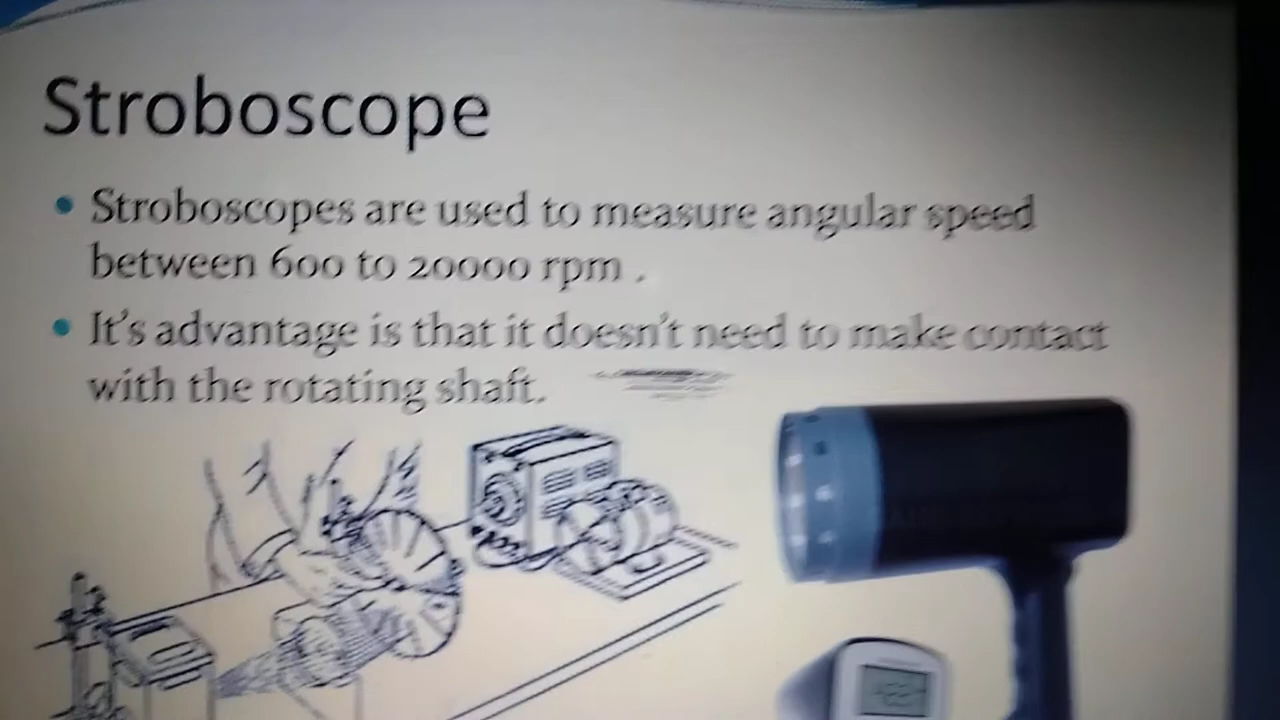 Stroboscope
• Stroboscopes are used to measure angular speed
between 600 to 20000 rpm .
• It's advantage is that it doesn't need to make contact
with the rotating shaft.